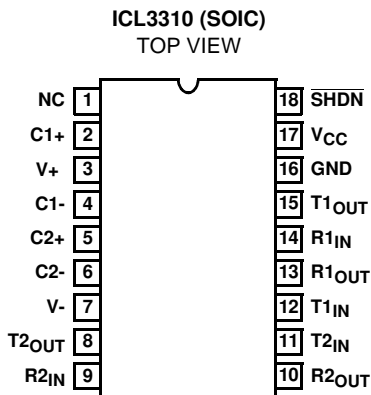 ICL3310 (SOIC)
TOP VIEW
NC 1 18 SHDN
C1+ 2 17 VCC
V+ 3 16 GND
C1- 4 15 T1OUT
C2+ 5 14 R1IN
C2- 6 13 R1OUT
V- 7 12 T1IN
T2OUT 8 11 T2IN
R2IN 9 10 R2OUT